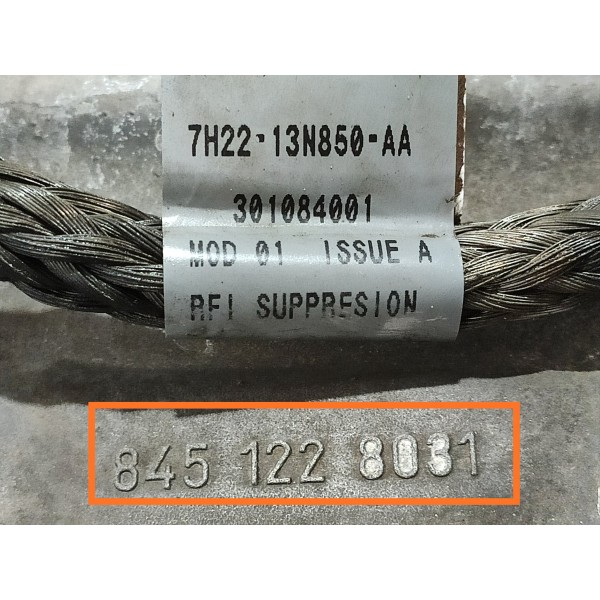 7H22-13N850-AA
301084001
MOD 01 ISSUE A
RFI SUPPRESION
845 122 8031